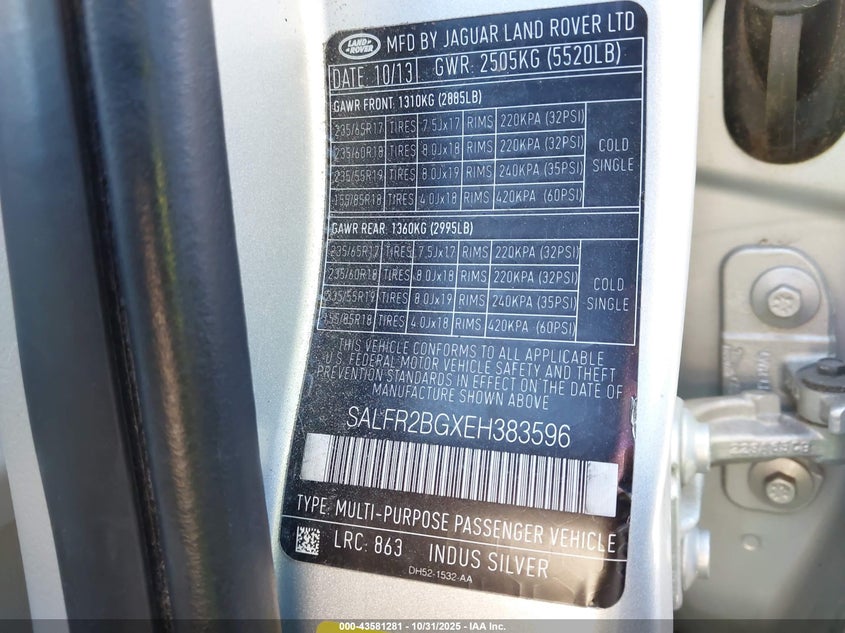 LAND ROVER
MFD BY JAGUAR LAND ROVER LTD
DATE: 10/13 GWR: 2505KG (5520LB)
GAWR FRONT: 1310KG (2885LB)
235/65R17 TIRES 7.5Jx17 RIMS 220KPA (32PSI)
235/60R18 TIRES 8.0Jx18 RIMS 220KPA (32PSI)
235/55R19 TIRES 8.0Jx19 RIMS 240KPA (35PSI)
155/85R18 TIRES 4.0Jx18 RIMS 420KPA (60PSI)
COLD
SINGLE
GAWR REAR: 1360KG (2995LB)
235/65R17 TIRES 7.5Jx17 RIMS 220KPA (32PSI)
235/60R18 TIRES 8.0Jx18 RIMS 220KPA (32PSI)
235/55R19 TIRES 8.0Jx19 RIMS 240KPA (35PSI)
155/85R18 TIRES 4.0Jx18 RIMS 420KPA (60PSI)
COLD
SINGLE
THIS VEHICLE CONFORMS TO ALL APPLICABLE
U.S. FEDERAL MOTOR VEHICLE SAFETY AND THEFT
PREVENTION STANDARDS IN EFFECT ON THE DATE OF
MANUFACTURE SHOWN ABOVE
SALFR2BGXEH383596
TYPE: MULTI-PURPOSE PASSENGER VEHICLE
LRC: 863 INDUS SILVER
DH52-1532-AA
000-43581281 - 10/31/2025 - IAA Inc.